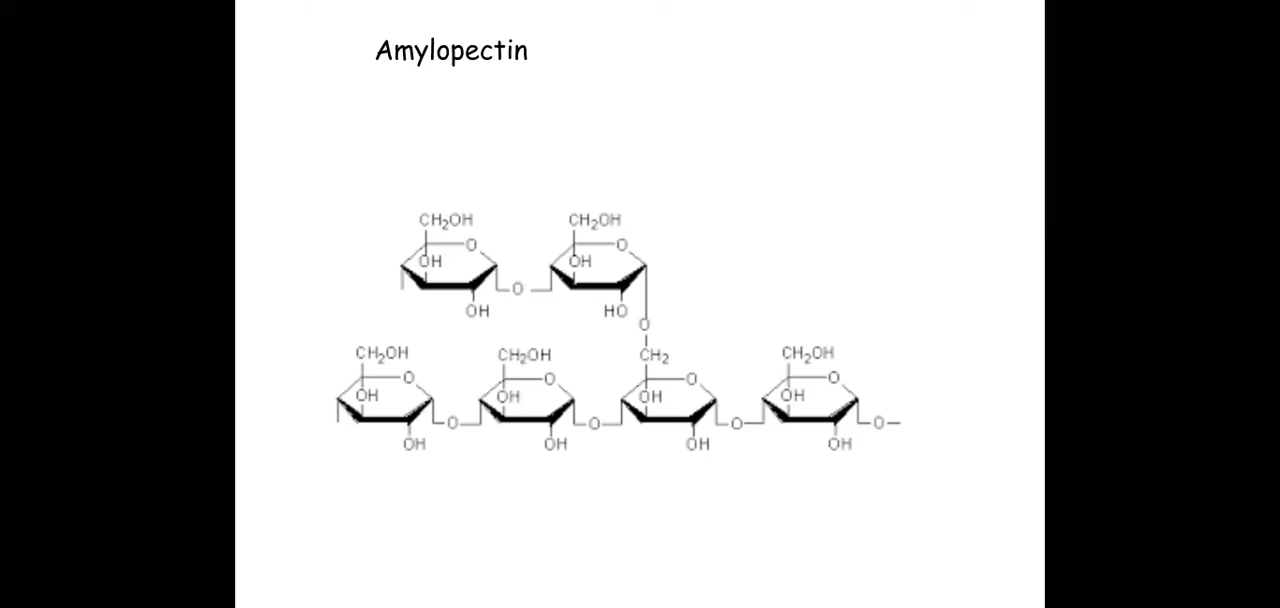 Amylopectin
CH2OH CH2OH
O O
OH OH
O
OH HO
O
CH2OH CH2OH CH2 CH2OH
O O O O
OH OH OH OH
O O O O
OH OH OH OH